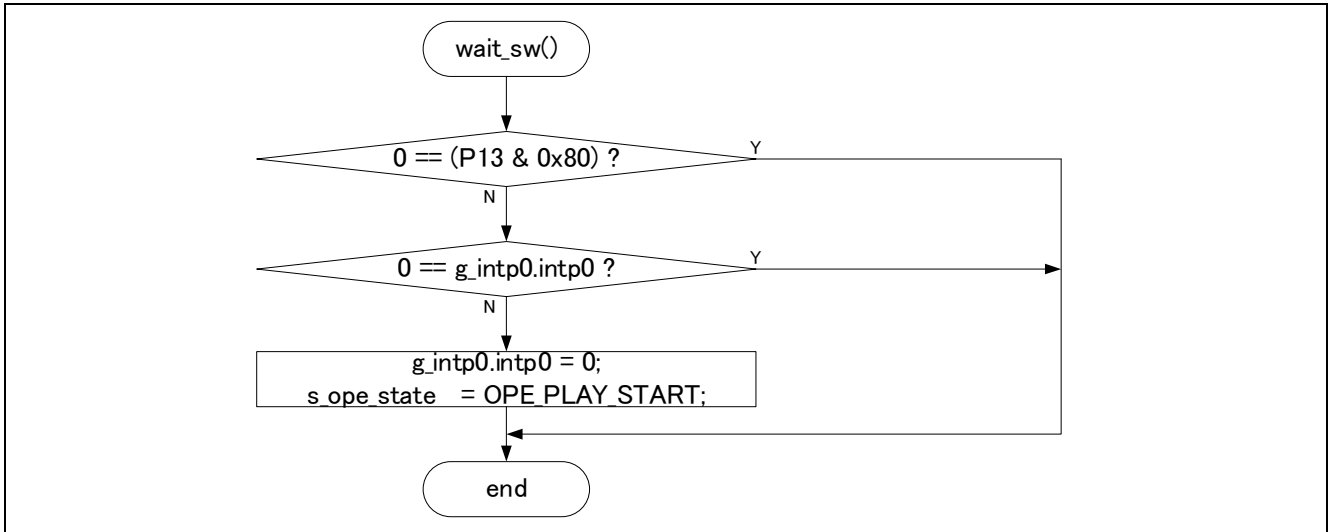 wait_sw()
0 == (P13 & 0x80) ?
Y
N
0 == g_intp0.intp0 ?
Y
N
g_intp0.intp0 = 0;
s_ope_state = OPE_PLAY_START;
end